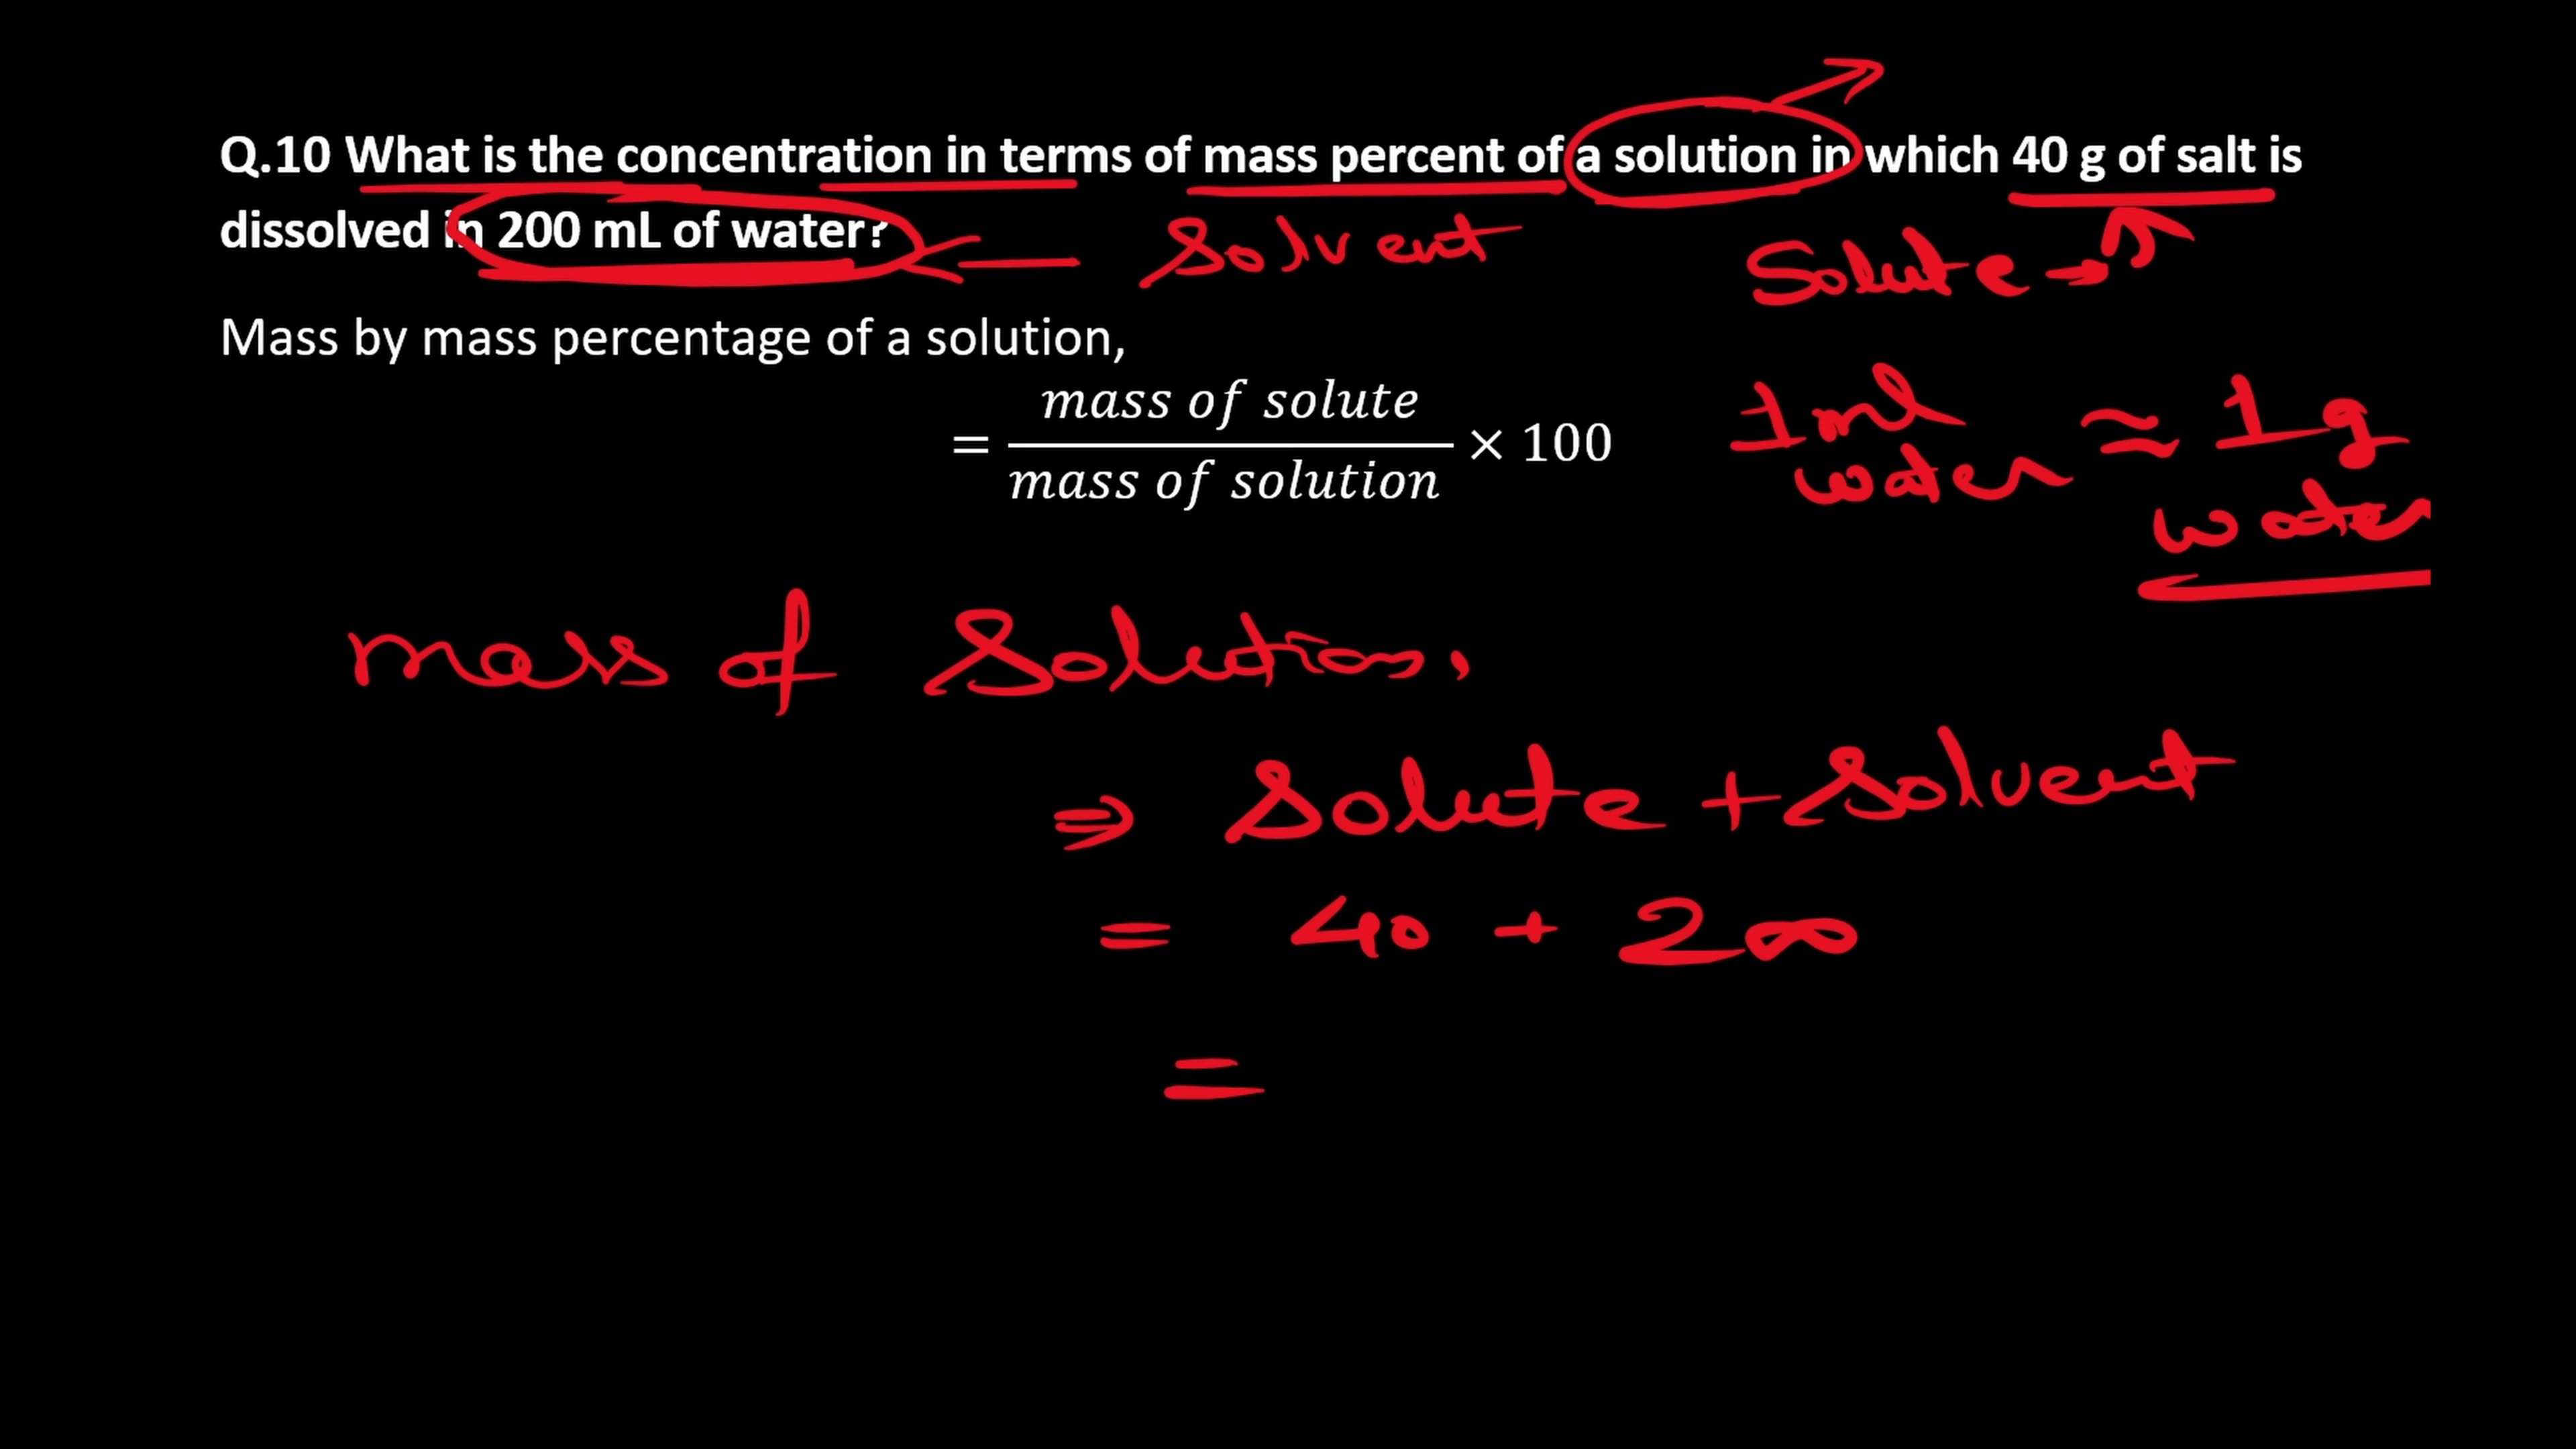 Q.10 What is the concentration in terms of mass percent of a solution in which 40 g of salt is
dissolved in 200 mL of water?
Solvent
Solute →
Mass by mass percentage of a solution,
= mass of solute / mass of solution × 100
1 ml water ≈ 1 g water
mass of Solution,
⇒ Solute + Solvent
= 40 + 200
=